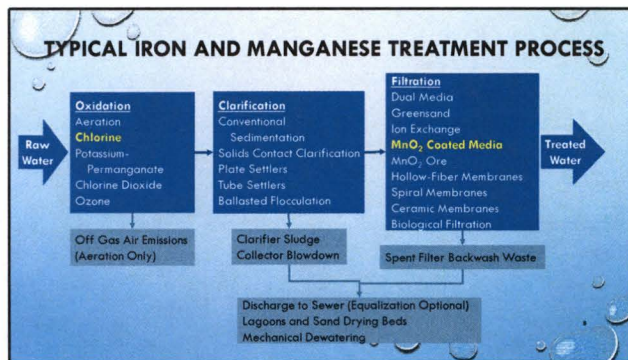 TYPICAL IRON AND MANGANESE TREATMENT PROCESS
Raw
Water
Oxidation
Aeration
Chlorine
Potassium-
Permanganate
Chlorine Dioxide
Ozone
Clarification
Conventional
Sedimentation
Solids Contact Clarification
Plate Settlers
Tube Settlers
Ballasted Flocculation
Filtration
Dual Media
Greensand
Ion Exchange
MnO₂ Coated Media
MnO₂ Ore
Hollow-Fiber Membranes
Spiral Membranes
Ceramic Membranes
Biological Filtration
Treated
Water
Off Gas Air Emissions
(Aeration Only)
Clarifier Sludge
Collector Blowdown
Spent Filter Backwash Waste
Discharge to Sewer (Equalization Optional)
Lagoons and Sand Drying Beds
Mechanical Dewatering